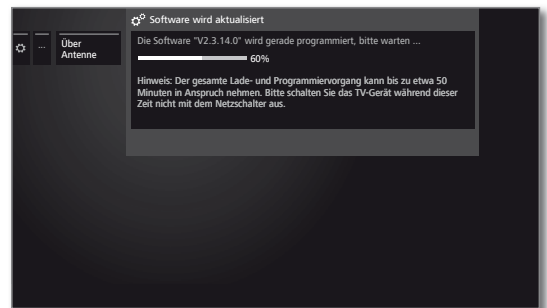 Software wird aktualisiert
...
Über
Antenne
Die Software "V2.3.14.0" wird gerade programmiert, bitte warten ...
60%
Hinweis: Der gesamte Lade- und Programmiervorgang kann bis zu etwa 50
Minuten in Anspruch nehmen. Bitte schalten Sie das TV-Gerät während dieser
Zeit nicht mit dem Netzschalter aus.